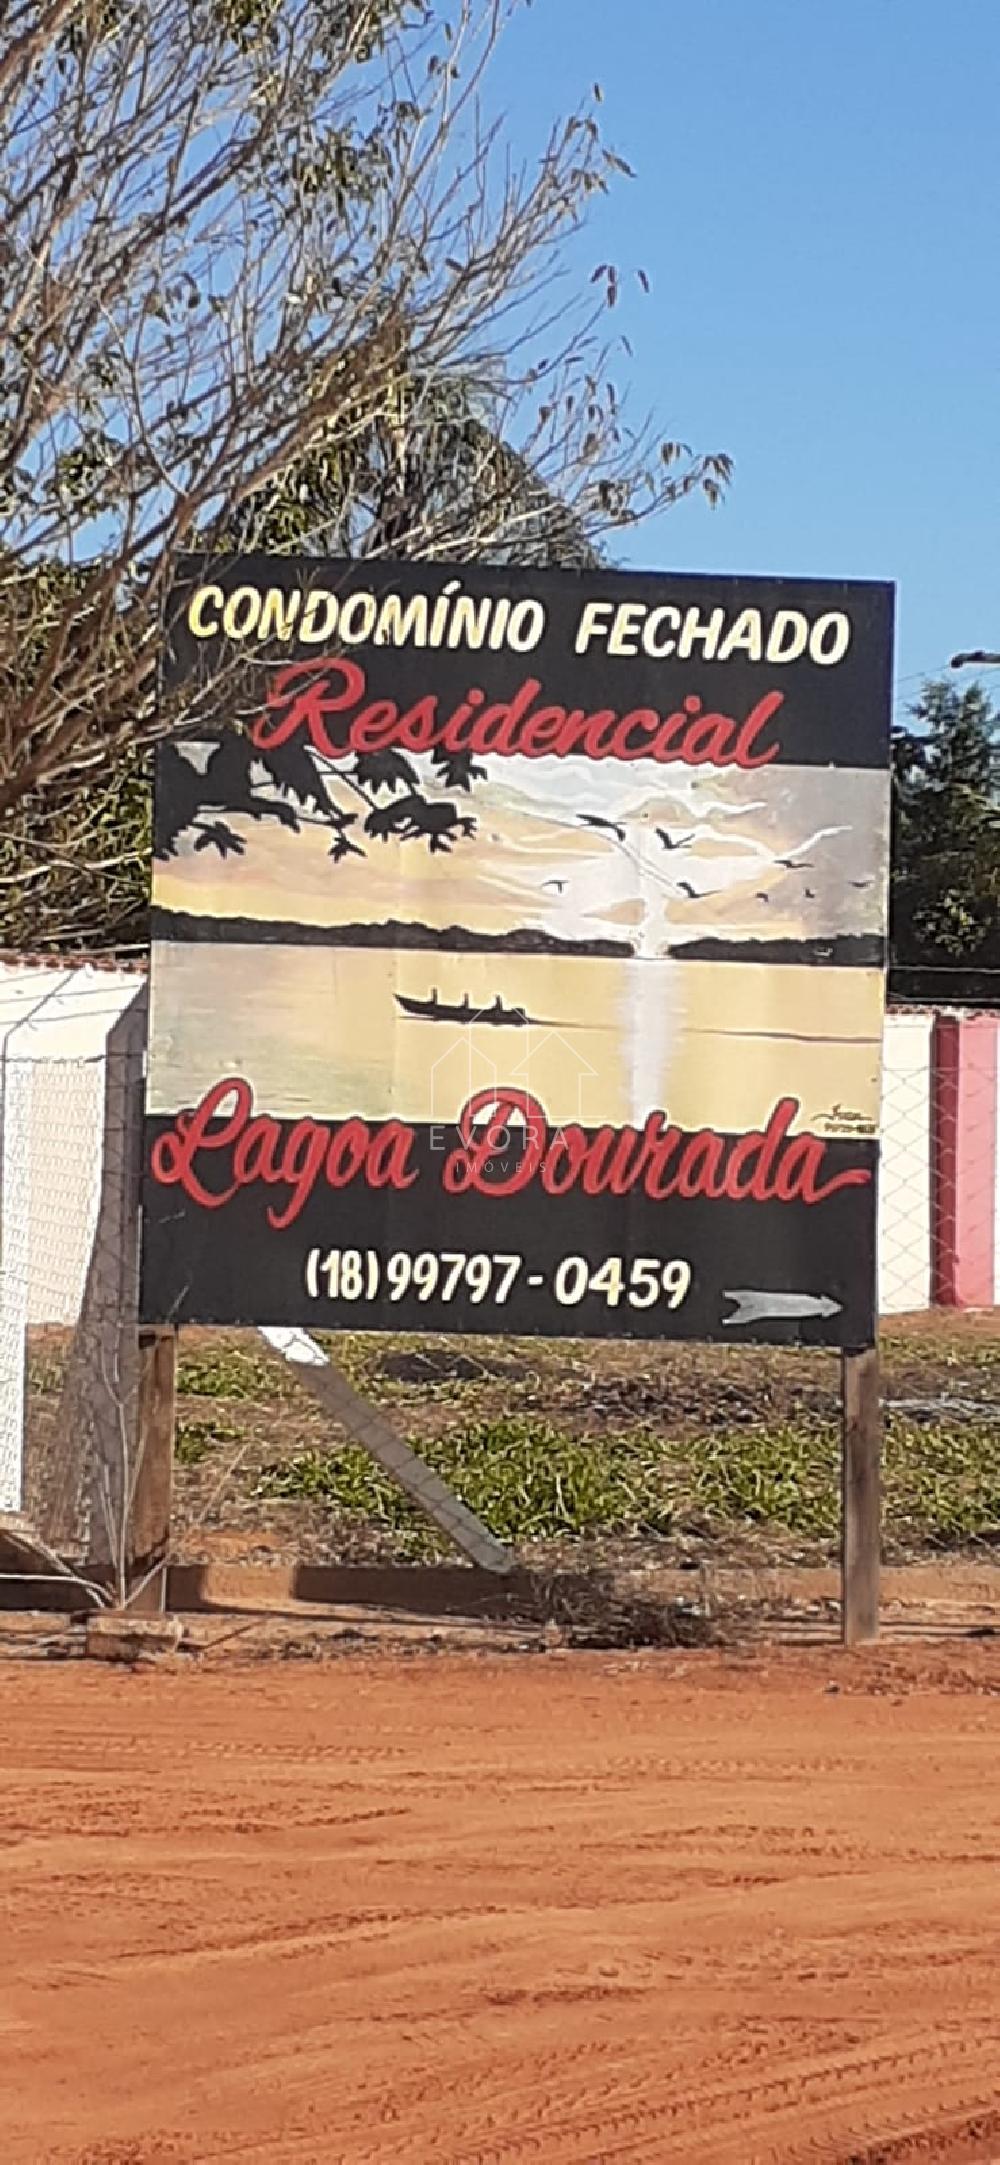 CONDOMÍNIO FECHADO
Residencial
EVORA
IMÓVEIS
Lagoa Dourada
(18) 99797-0459